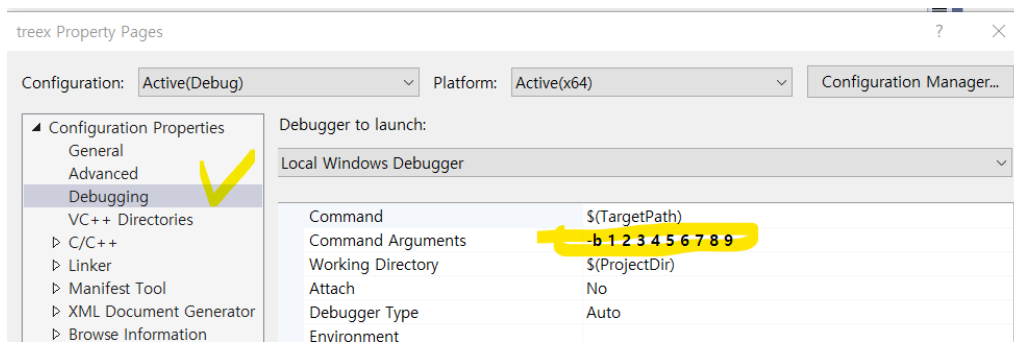 treex Property Pages
?
Configuration: Active(Debug) Platform: Active(x64) Configuration Manager...
Configuration Properties
General
Advanced
Debugging
VC++ Directories
C/C++
Linker
Manifest Tool
XML Document Generator
Browse Information
Debugger to launch:
Local Windows Debugger
Command $(TargetPath)
Command Arguments -b 1 2 3 4 5 6 7 8 9
Working Directory $(ProjectDir)
Attach No
Debugger Type Auto
Environment